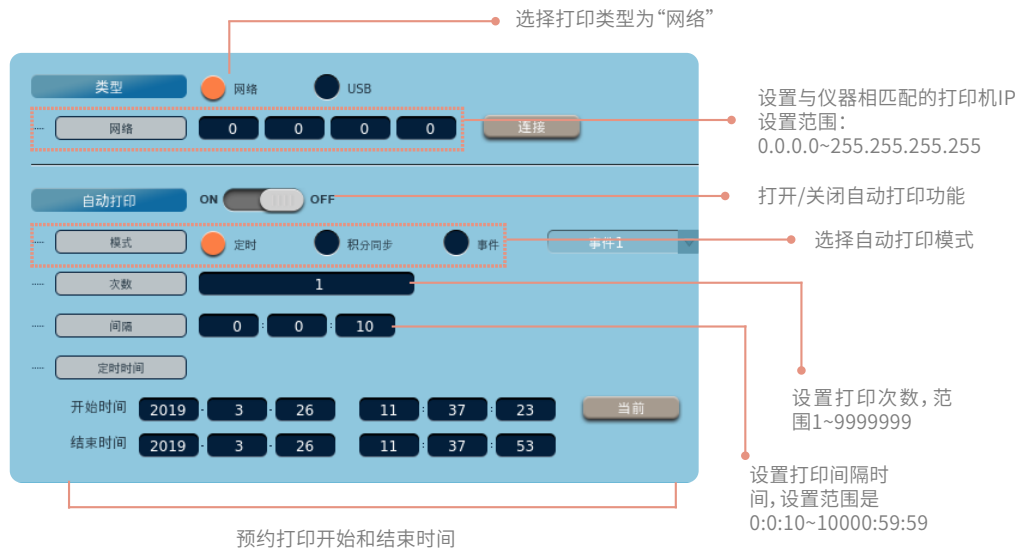 选择打印类型为“网络”
类型 网络 USB
网络 0 0 0 0 连接
设置与仪器相匹配的打印机IP
设置范围：
0.0.0.0~255.255.255.255
自动打印 ON OFF
打开/关闭自动打印功能
模式 定时 积分同步 事件 事件1
选择自动打印模式
次数 1
间隔 0 : 0 : 10
定时时间
开始时间 2019 . 3 . 26 11 : 37 : 23 当前
结束时间 2019 . 3 . 26 11 : 37 : 53
设置打印次数，范
围1~9999999
设置打印间隔时
间，设置范围是
0:0:10~10000:59:59
预约打印开始和结束时间